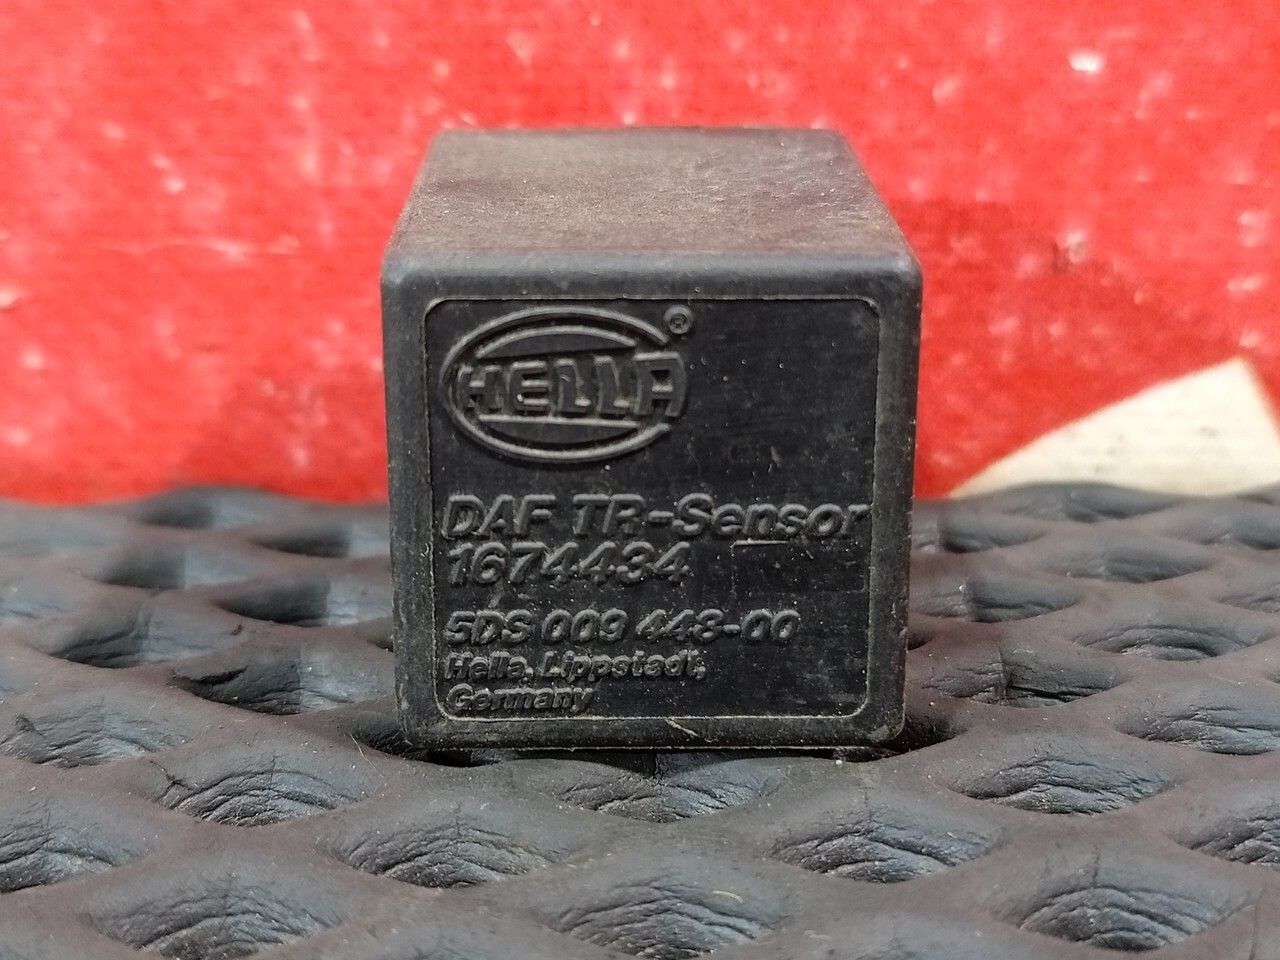 HELLA ®
DAF TR-Sensor
1674434
5DS 009 448-00
Hella, Lippstadt,
Germany